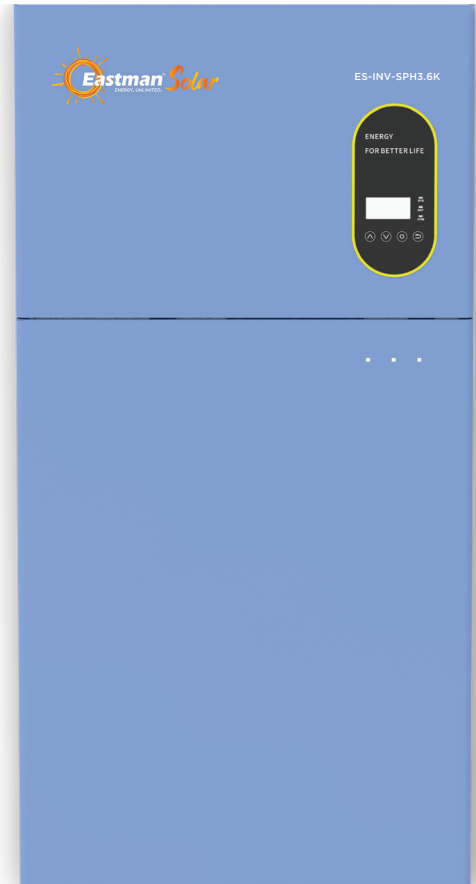 Eastman Solar
ENERGY. UNLIMITED.
ES-INV-SPH3.6K
ENERGY
FOR BETTER LIFE